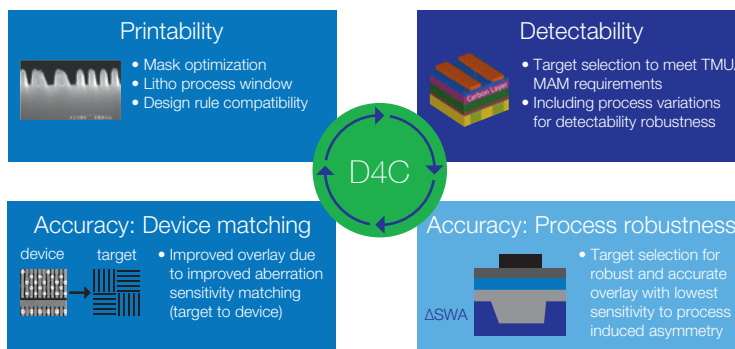 Printability
• Mask optimization
• Litho process window
• Design rule compatibility
Detectability
• Target selection to meet TMU/
MAM requirements
• Including process variations
for detectability robustness
Carbon Layer
D4C
Accuracy: Device matching
device
target
• Improved overlay due
to improved aberration
sensitivity matching
(target to device)
Accuracy: Process robustness
• Target selection for
robust and accurate
overlay with lowest
sensitivity to process
induced asymmetry
ΔSWA